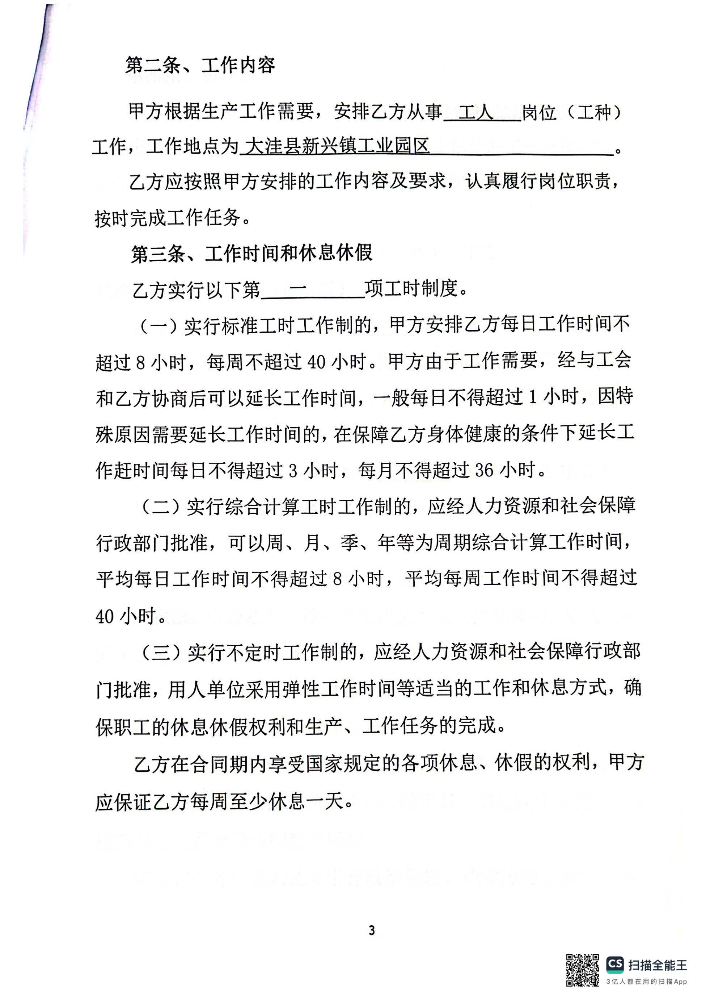 第二条、工作内容
甲方根据生产工作需要，安排乙方从事 工人 岗位（工种）
工作，工作地点为 大洼县新兴镇工业园区 。
乙方应按照甲方安排的工作内容及要求，认真履行岗位职责，
按时完成工作任务。
第三条、工作时间和休息休假
乙方实行以下第 一 项工时制度。
（一）实行标准工时工作制的，甲方安排乙方每日工作时间不
超过 8 小时，每周不超过 40 小时。甲方由于工作需要，经与工会
和乙方协商后可以延长工作时间，一般每日不得超过 1 小时，因特
殊原因需要延长工作时间的，在保障乙方身体健康的条件下延长工
作赶时间每日不得超过 3 小时，每月不得超过 36 小时。
（二）实行综合计算工时工作制的，应经人力资源和社会保障
行政部门批准，可以周、月、季、年等为周期综合计算工作时间，
平均每日工作时间不得超过 8 小时，平均每周工作时间不得超过
40 小时。
（三）实行不定时工作制的，应经人力资源和社会保障行政部
门批准，用人单位采用弹性工作时间等适当的工作和休息方式，确
保职工的休息休假权利和生产、工作任务的完成。
乙方在合同期内享受国家规定的各项休息、休假的权利，甲方
应保证乙方每周至少休息一天。
3
CS 扫描全能王
3亿人都在用的扫描App